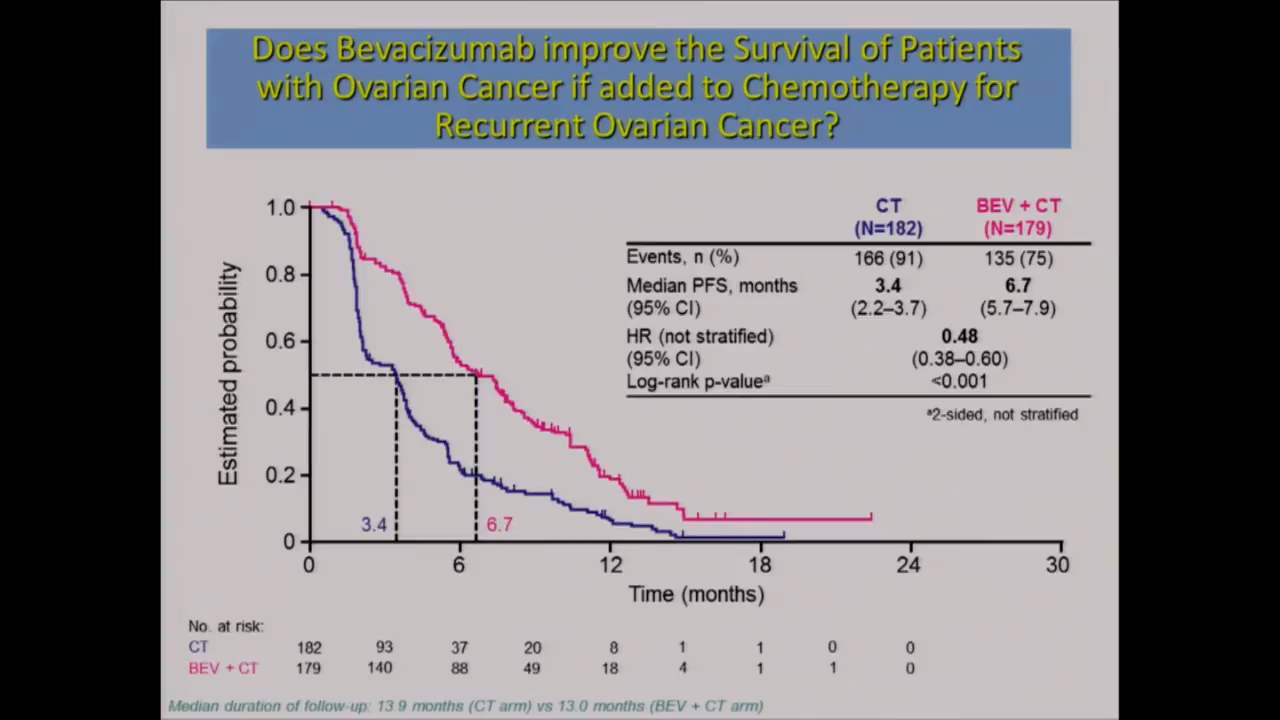 Does Bevacizumab improve the Survival of Patients
with Ovarian Cancer if added to Chemotherapy for
Recurrent Ovarian Cancer?
CT BEV + CT
(N=182) (N=179)
Events, n (%) 166 (91) 135 (75)
Median PFS, months 3.4 6.7
(95% CI) (2.2–3.7) (5.7–7.9)
HR (not stratified) 0.48
(95% CI) (0.38–0.60)
Log-rank p-valueᵃ <0.001
ᵃ2-sided, not stratified
Estimated probability
1.0
0.8
0.6
0.4
0.2
0
3.4 6.7
0 6 12 18 24 30
Time (months)
No. at risk:
CT 182 93 37 20 8 1 1 0 0
BEV + CT 179 140 88 49 18 4 1 1 0
Median duration of follow-up: 13.9 months (CT arm) vs 13.0 months (BEV + CT arm)